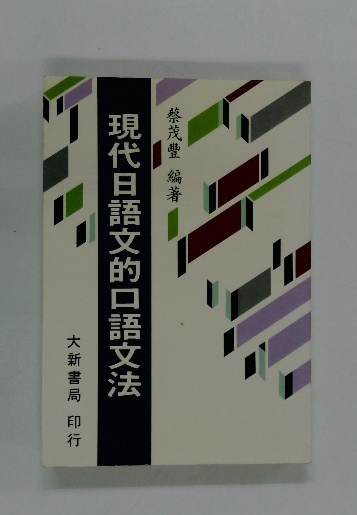 蔡茂豐 編著
現代日語文的口語文法
大新書局 印行